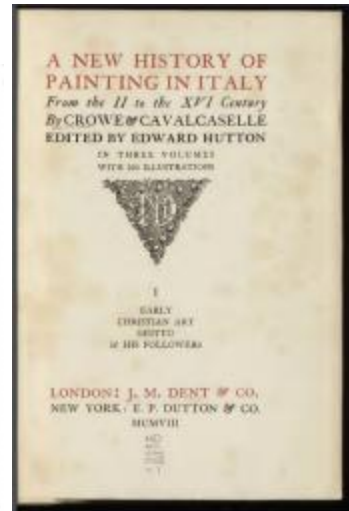 A NEW HISTORY OF
PAINTING IN ITALY
From the II to the XVI Century
By CROWE & CAVALCASELLE
EDITED BY EDWARD HUTTON
IN THREE VOLUMES
WITH 300 ILLUSTRATIONS
I
EARLY
CHRISTIAN ART
GIOTTO
& HIS FOLLOWERS
LONDON: J. M. DENT & CO.
NEW YORK: E. P. DUTTON & CO.
MCMVIII